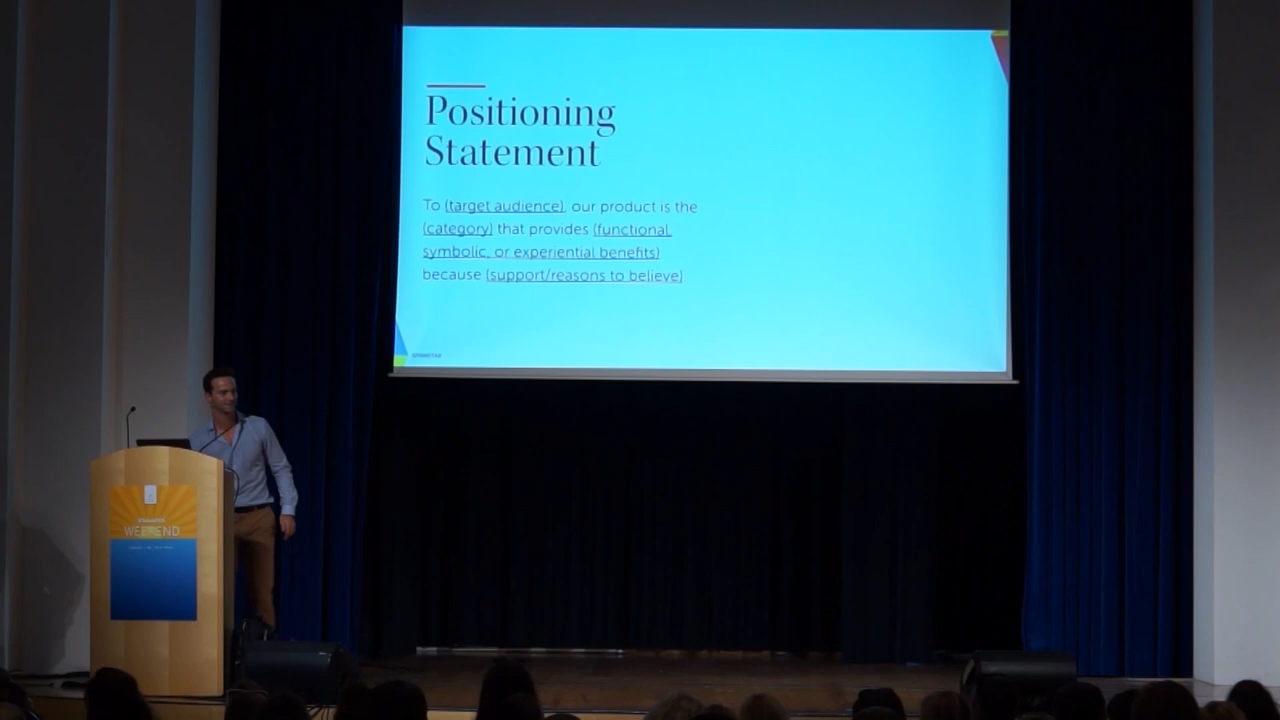 Positioning
Statement
To (target audience), our product is the
(category) that provides (functional,
symbolic, or experiential benefits)
because (support/reasons to believy)
WEEKEND